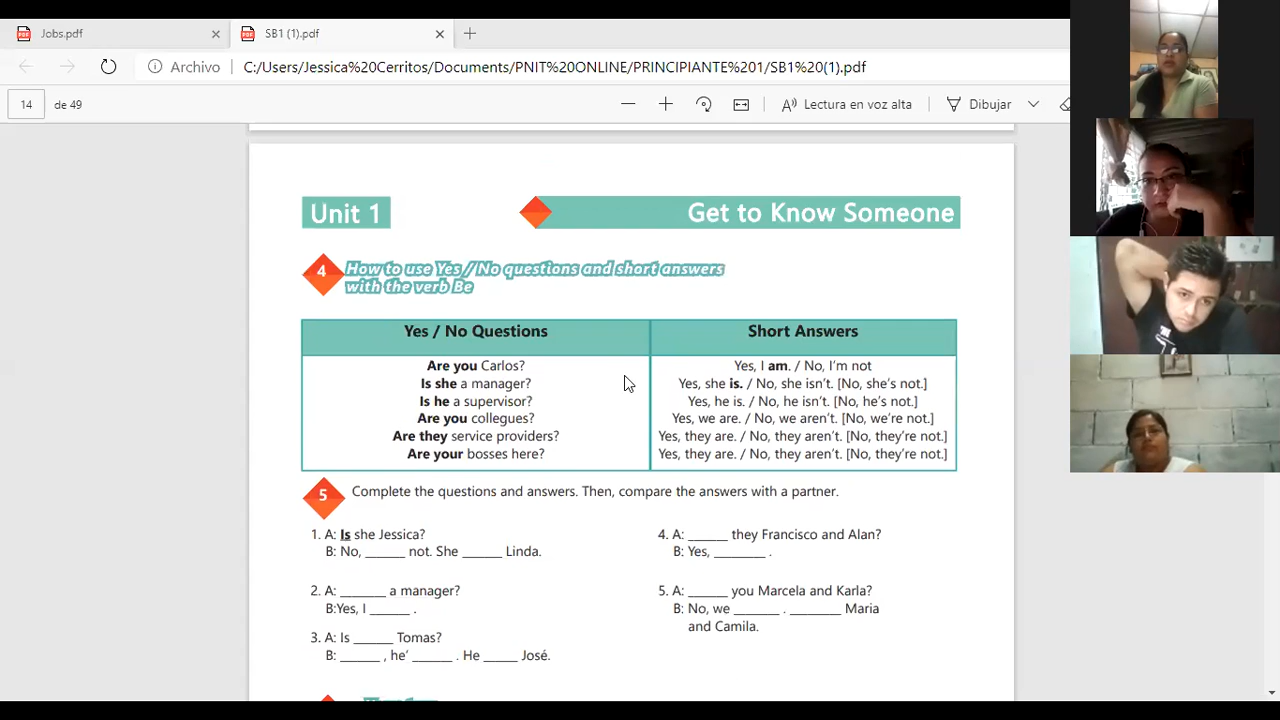 Jobs.pdf
SB1 (1).pdf
Archivo C:/Users/Jessica%20Cerritos/Documents/PNIT%20ONLINE/PRINCIPIANTE%201/SB1%20(1).pdf
14 de 49
Lectura en voz alta
Dibujar
Unit 1
Get to Know Someone
4 How to use Yes / No questions and short answers
with the verb Be
Yes / No Questions Short Answers
Are you Carlos? Yes, I am. / No, I'm not
Is she a manager? Yes, she is. / No, she isn't. [No, she's not.]
Is he a supervisor? Yes, he is. / No, he isn't. [No, he's not.]
Are you collegues? Yes, we are. / No, we aren't. [No, we're not.]
Are they service providers? Yes, they are. / No, they aren't. [No, they're not.]
Are your bosses here? Yes, they are. / No, they aren't. [No, they're not.]
5 Complete the questions and answers. Then, compare the answers with a partner.
1. A: Is she Jessica?
B: No, ______ not. She ______ Linda.
2. A: _______ a manager?
B:Yes, I ______ .
3. A: Is ______ Tomas?
B: ______ , he' ______ . He _____ José.
4. A: ______ they Francisco and Alan?
B: Yes, ________ .
5. A: ______ you Marcela and Karla?
B: No, we _______ . ________ Maria
and Camila.